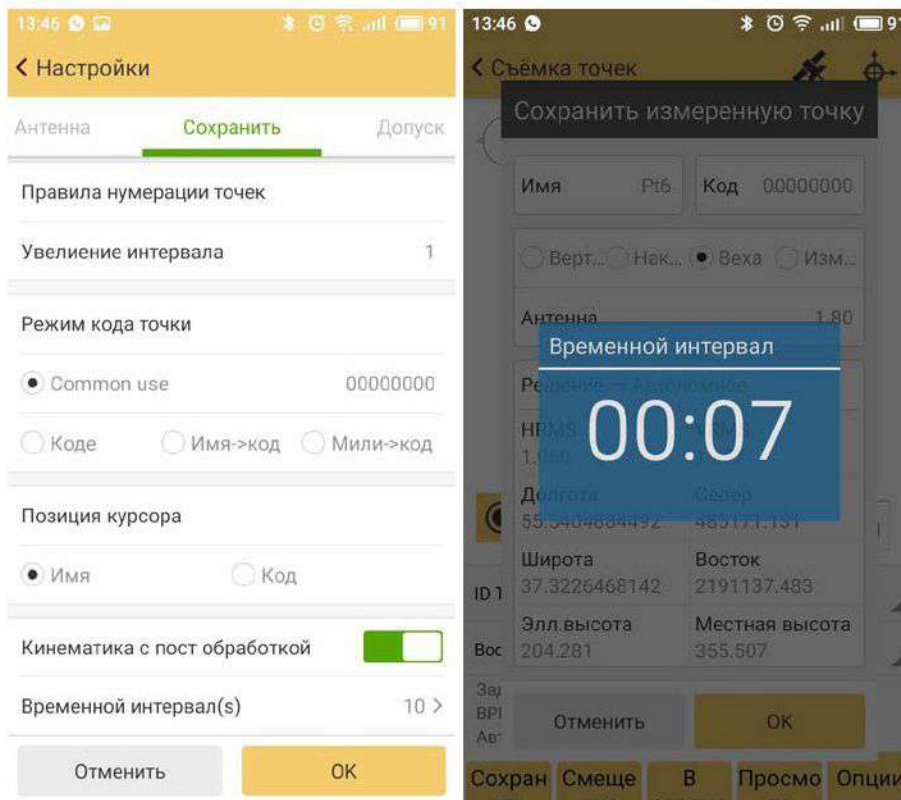 13:46 91
Настройки
Антенна Сохранить Допуск
Правила нумерации точек
Увелиение интервала 1
Режим кода точки
Common use 00000000
Коде Имя->код Мили->код
Позиция курсора
Имя Код
Кинематика с пост обработкой
Временной интервал(s) 10
Отменить OK
13:46 91
Съёмка точек
Сохранить измеренную точку
Имя Pt6 Код 00000000
Верт... Нак... Веха Изм...
Антенна 1.80
Временной интервал
Решение — Автономное
00:07
HRMS VRMS
Долгота Север
55.5404684492 485171.131
Широта Восток
37.3226468142 2191137.483
ID
Элл.высота Местная высота
Вос 204.281 355.507
Отменить OK
Сохран Смеще В Просмо Опции